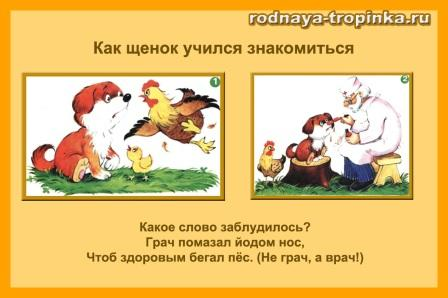 rodnaya-tropinka.ru
Как щенок учился знакомиться
1
2
Какое слово заблудилось?
Грач помазал йодом нос,
Чтоб здоровым бегал пёс. (Не грач, а врач!)